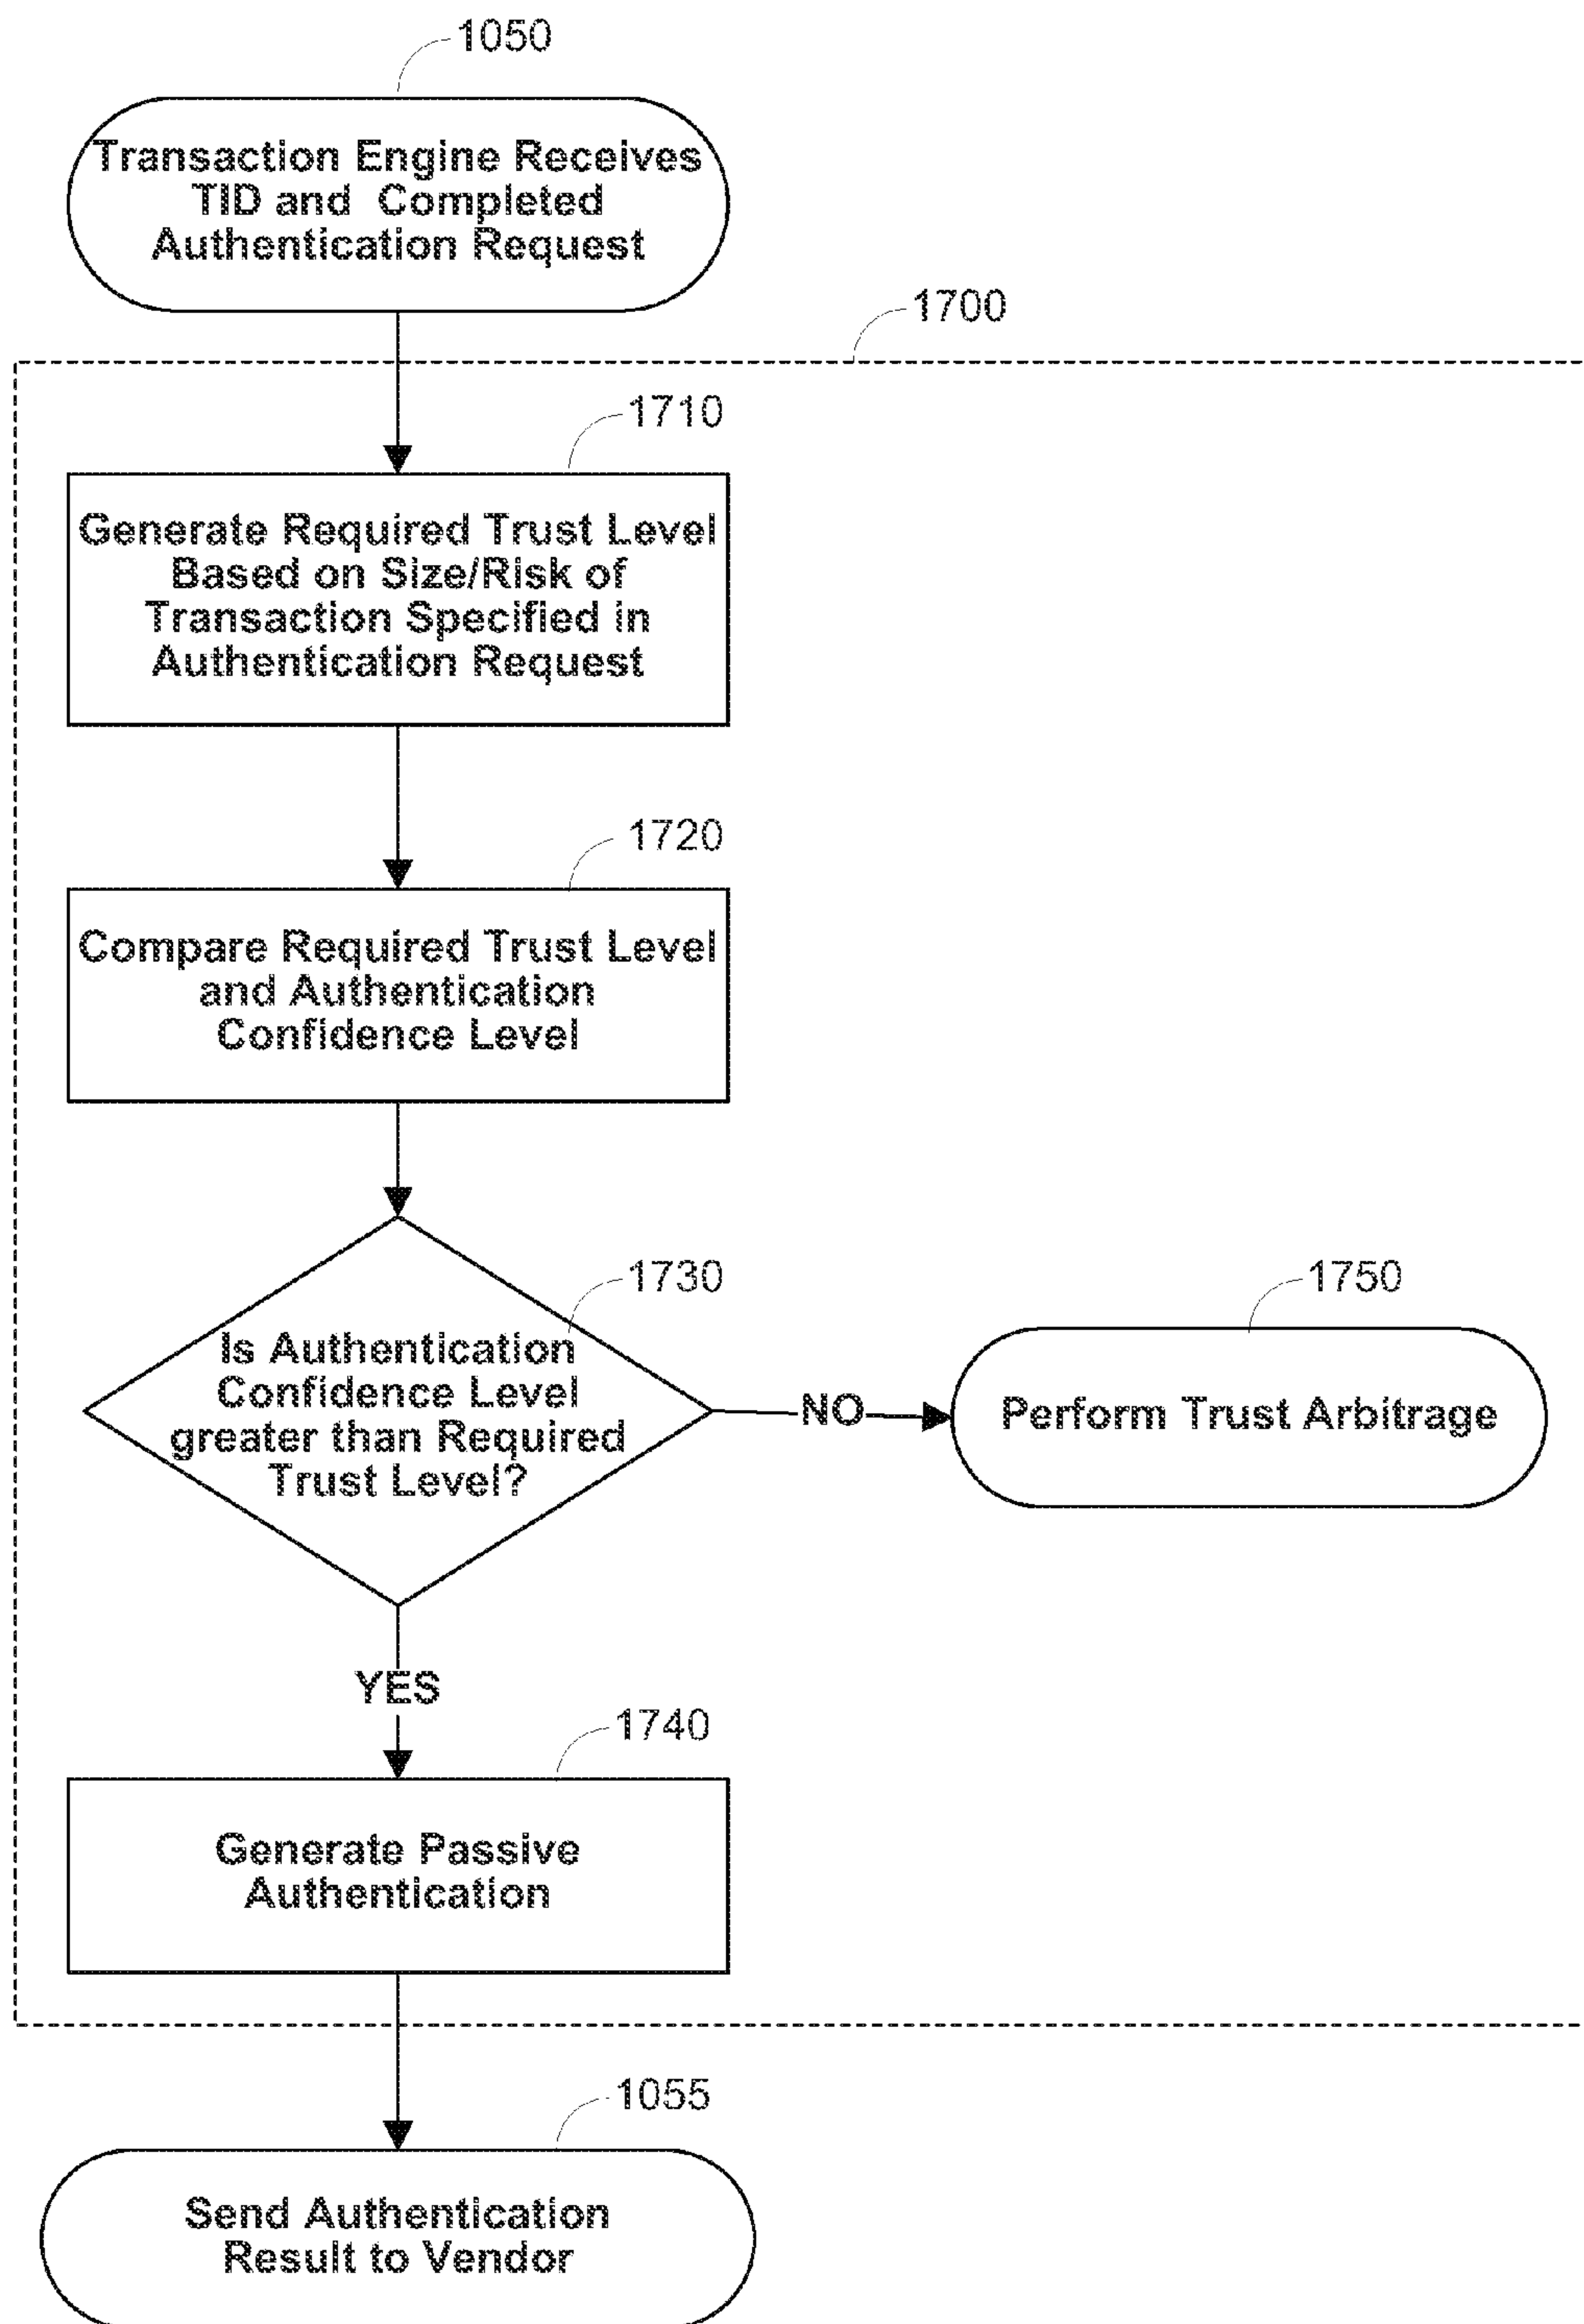 1050
Transaction Engine Receives
TID and Completed
Authentication Request
1700
1710
Generate Required Trust Level
Based on Size/Risk of
Transaction Specified in
Authentication Request
1720
Compare Required Trust Level
and Authentication
Confidence Level
1730
Is Authentication
Confidence Level
greater than Required
Trust Level?
NO
1750
Perform Trust Arbitrage
YES
1740
Generate Passive
Authentication
1055
Send Authentication
Result to Vendor